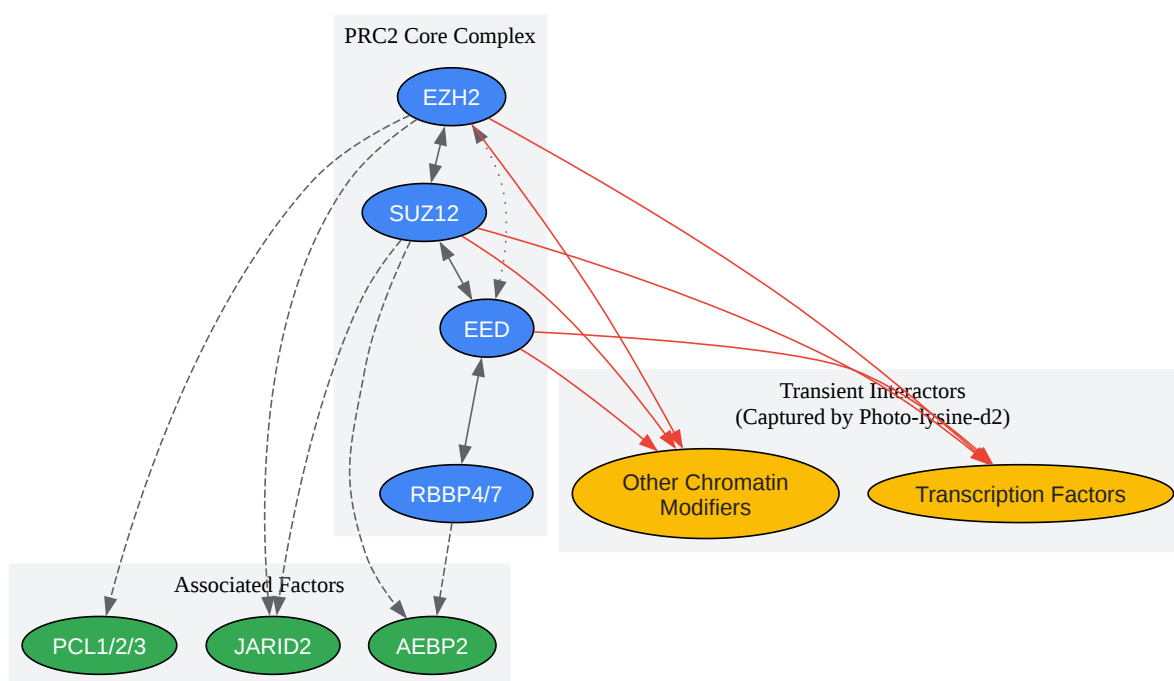 PRC2 Core Complex
EZH2
SUZ12
EED
Transient Interactors
(Captured by Photo-lysine-d2)
RBBP4/7
Other Chromatin
Modifiers
Transcription Factors
Associated Factors
PCL1/2/3
JARID2
AEBP2